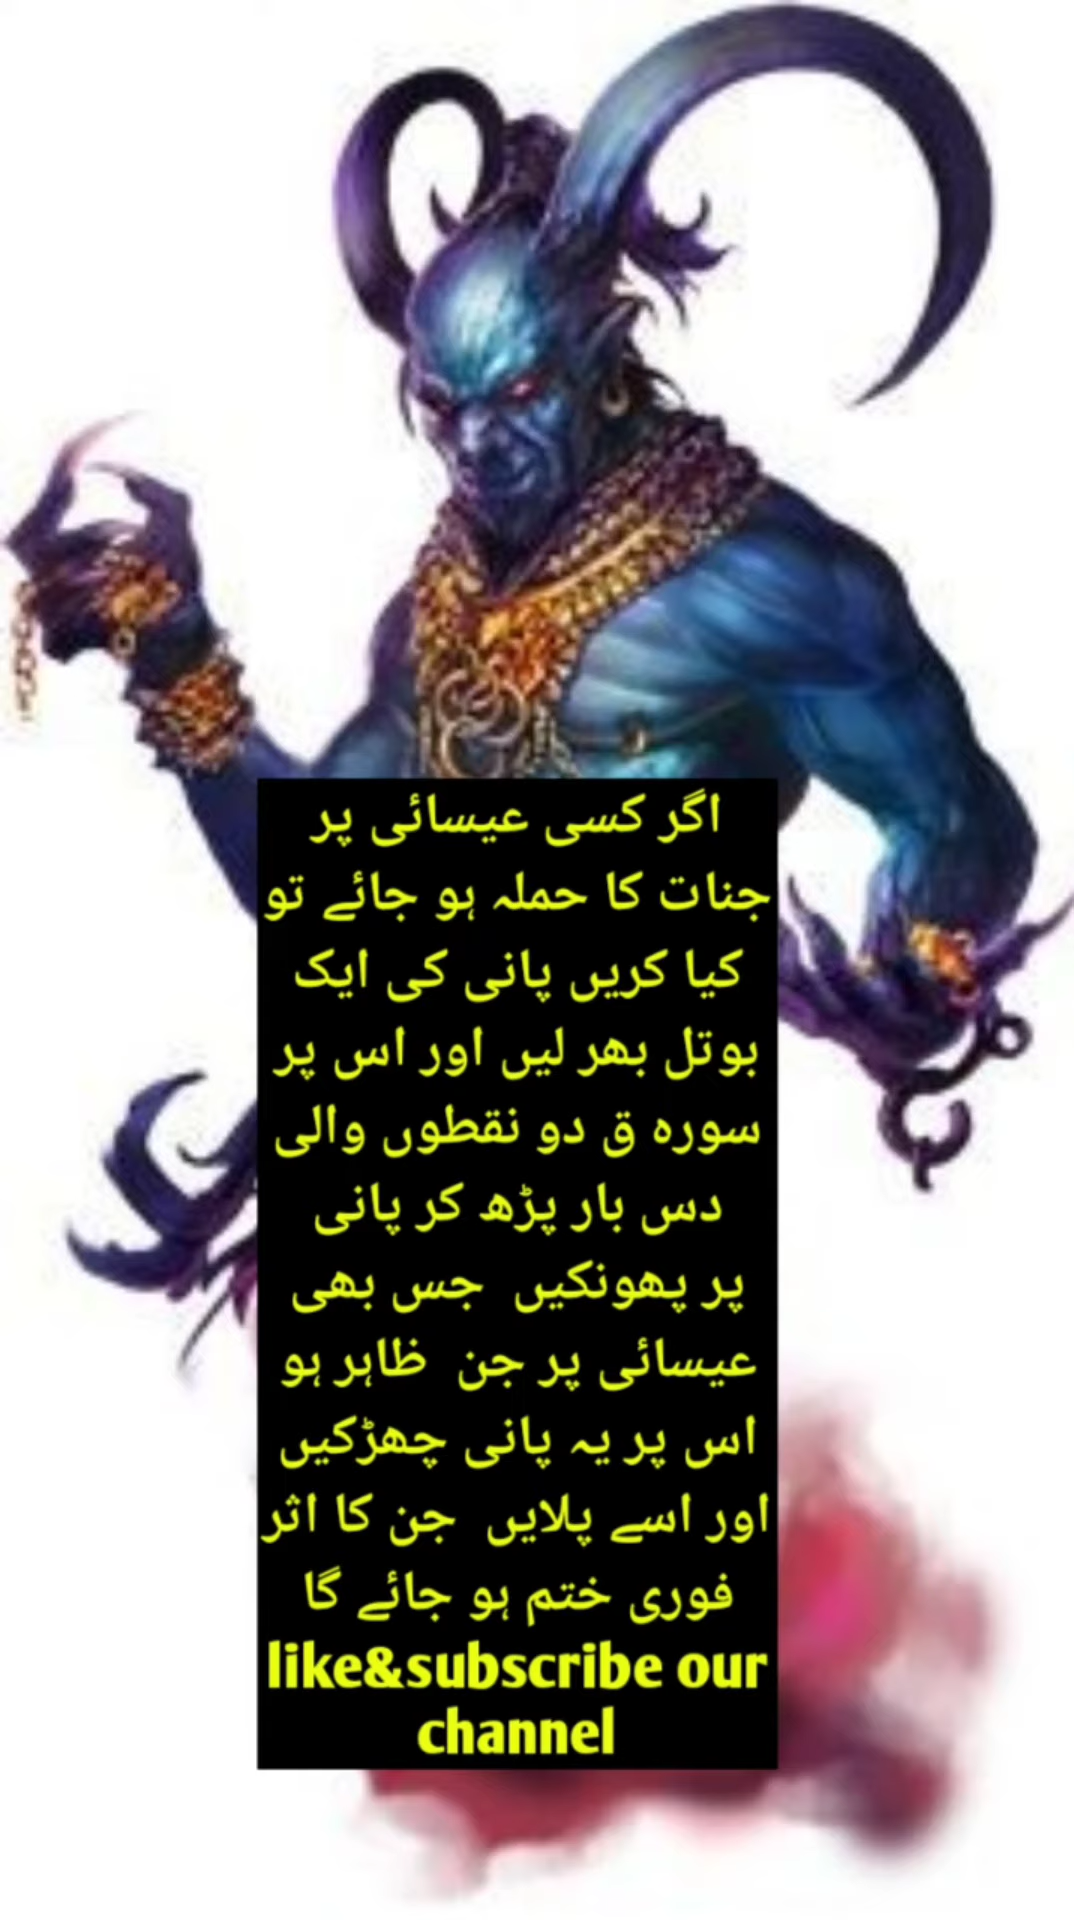 اگر کسی عیسائی پر
جنات کا حملہ ہو جائے تو
کیا کریں پانی کی ایک
بوتل بھر لیں اور اس پر
سورہ ق دو نقطوں والی
دس بار پڑھ کر پانی
پر پھونکیں جس بھی
عیسائی پر جن ظاہر ہو
اس پر یہ پانی چھڑکیں
اور اسے پلایں جن کا اثر
فوری ختم ہو جائے گا
like&subscribe our
channel